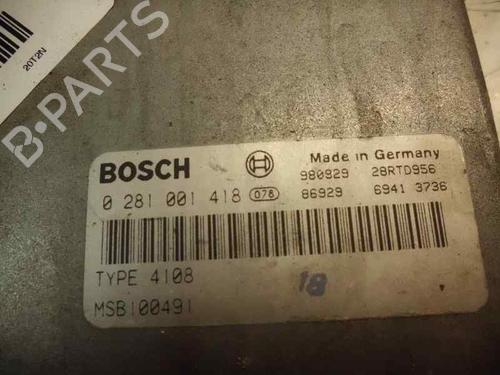 20T2N
B-PARTS
BOSCH
Made in Germany
980929 28RTD956
0 281 001 418 078
86929 6941 3736
TYPE 4108
MSB100491
18